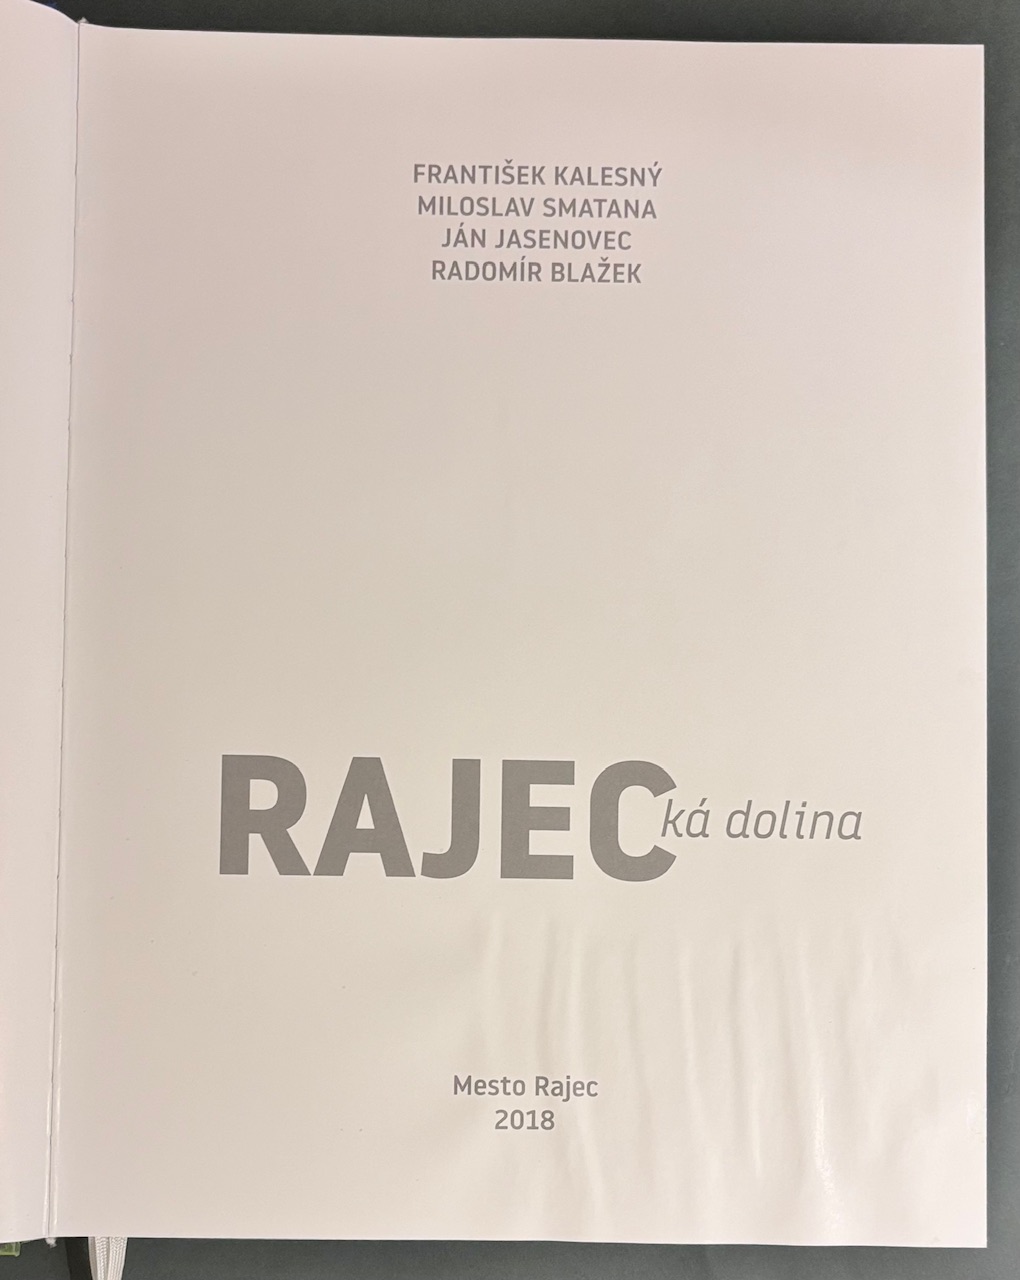 FRANTIŠEK KALESNÝ
MILOSLAV SMATANA
JÁN JASENOVEC
RADOMÍR BLAŽEK
RAJECká dolina
Mesto Rajec
2018